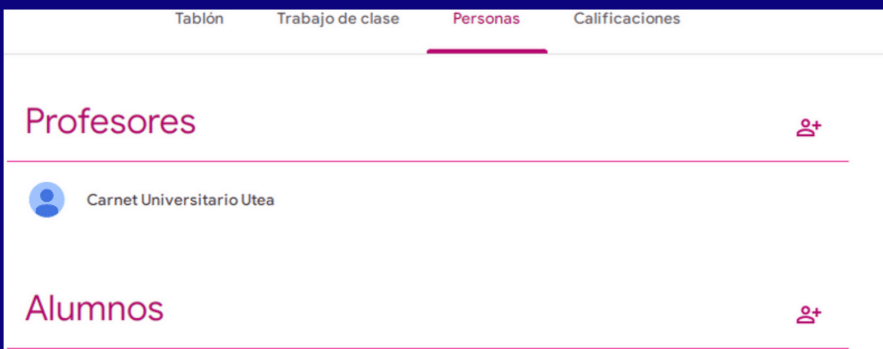 Tablón Trabajo de clase Personas Calificaciones
Profesores
Carnet Universitario Utea
Alumnos